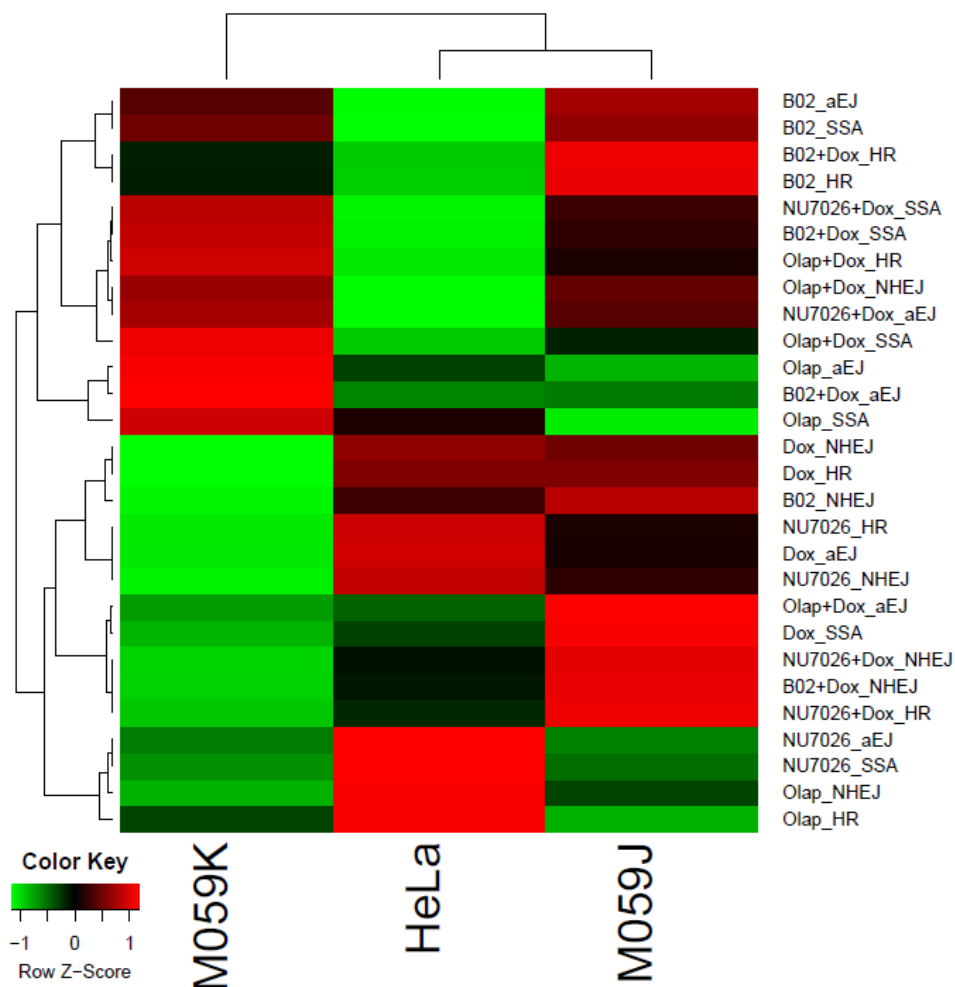 B02_aEJ
B02_SSA
B02+Dox_HR
B02_HR
NU7026+Dox_SSA
B02+Dox_SSA
Olap+Dox_HR
Olap+Dox_NHEJ
NU7026+Dox_aEJ
Olap+Dox_SSA
Olap_aEJ
B02+Dox_aEJ
Olap_SSA
Dox_NHEJ
Dox_HR
B02_NHEJ
NU7026_HR
Dox_aEJ
NU7026_NHEJ
Olap+Dox_aEJ
Dox_SSA
NU7026+Dox_NHEJ
B02+Dox_NHEJ
NU7026+Dox_HR
NU7026_aEJ
NU7026_SSA
Olap_NHEJ
Olap_HR
M059K
HeLa
M059J
Color Key
−1 0 1
Row Z−Score